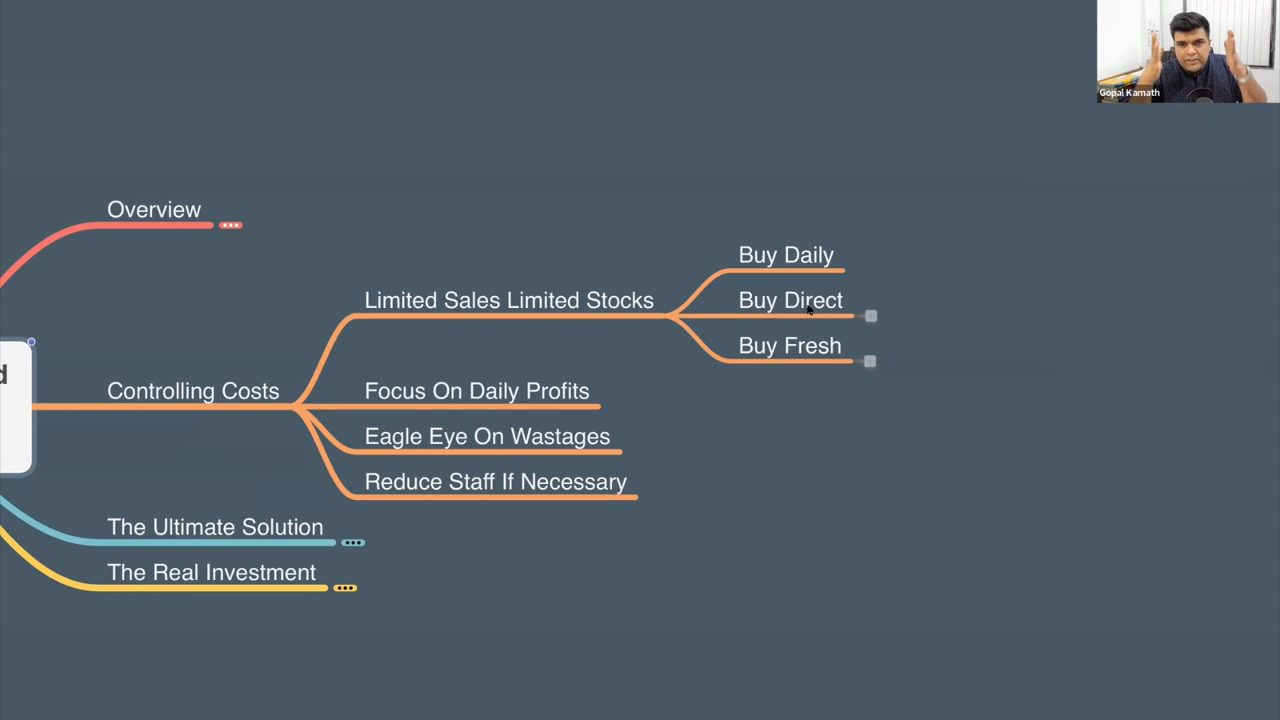 Gopal Kamath
Overview
Buy Daily
Limited Sales Limited Stocks
Buy Direct
Buy Fresh
d
Controlling Costs
Focus On Daily Profits
Eagle Eye On Wastages
Reduce Staff If Necessary
The Ultimate Solution
The Real Investment